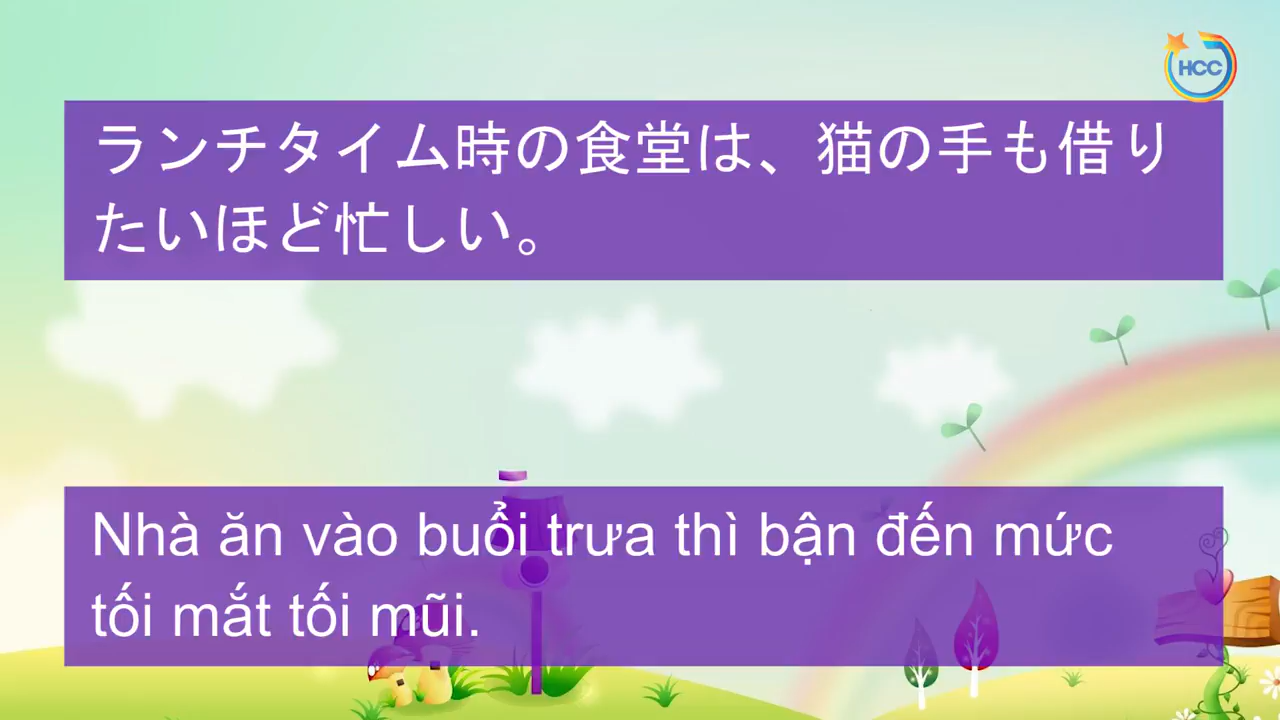 HCC
ランチタイム時の食堂は、猫の手も借り
たいほど忙しい。
Nhà ăn vào buổi trưa thì bận đến mức
tối mắt tối mũi.